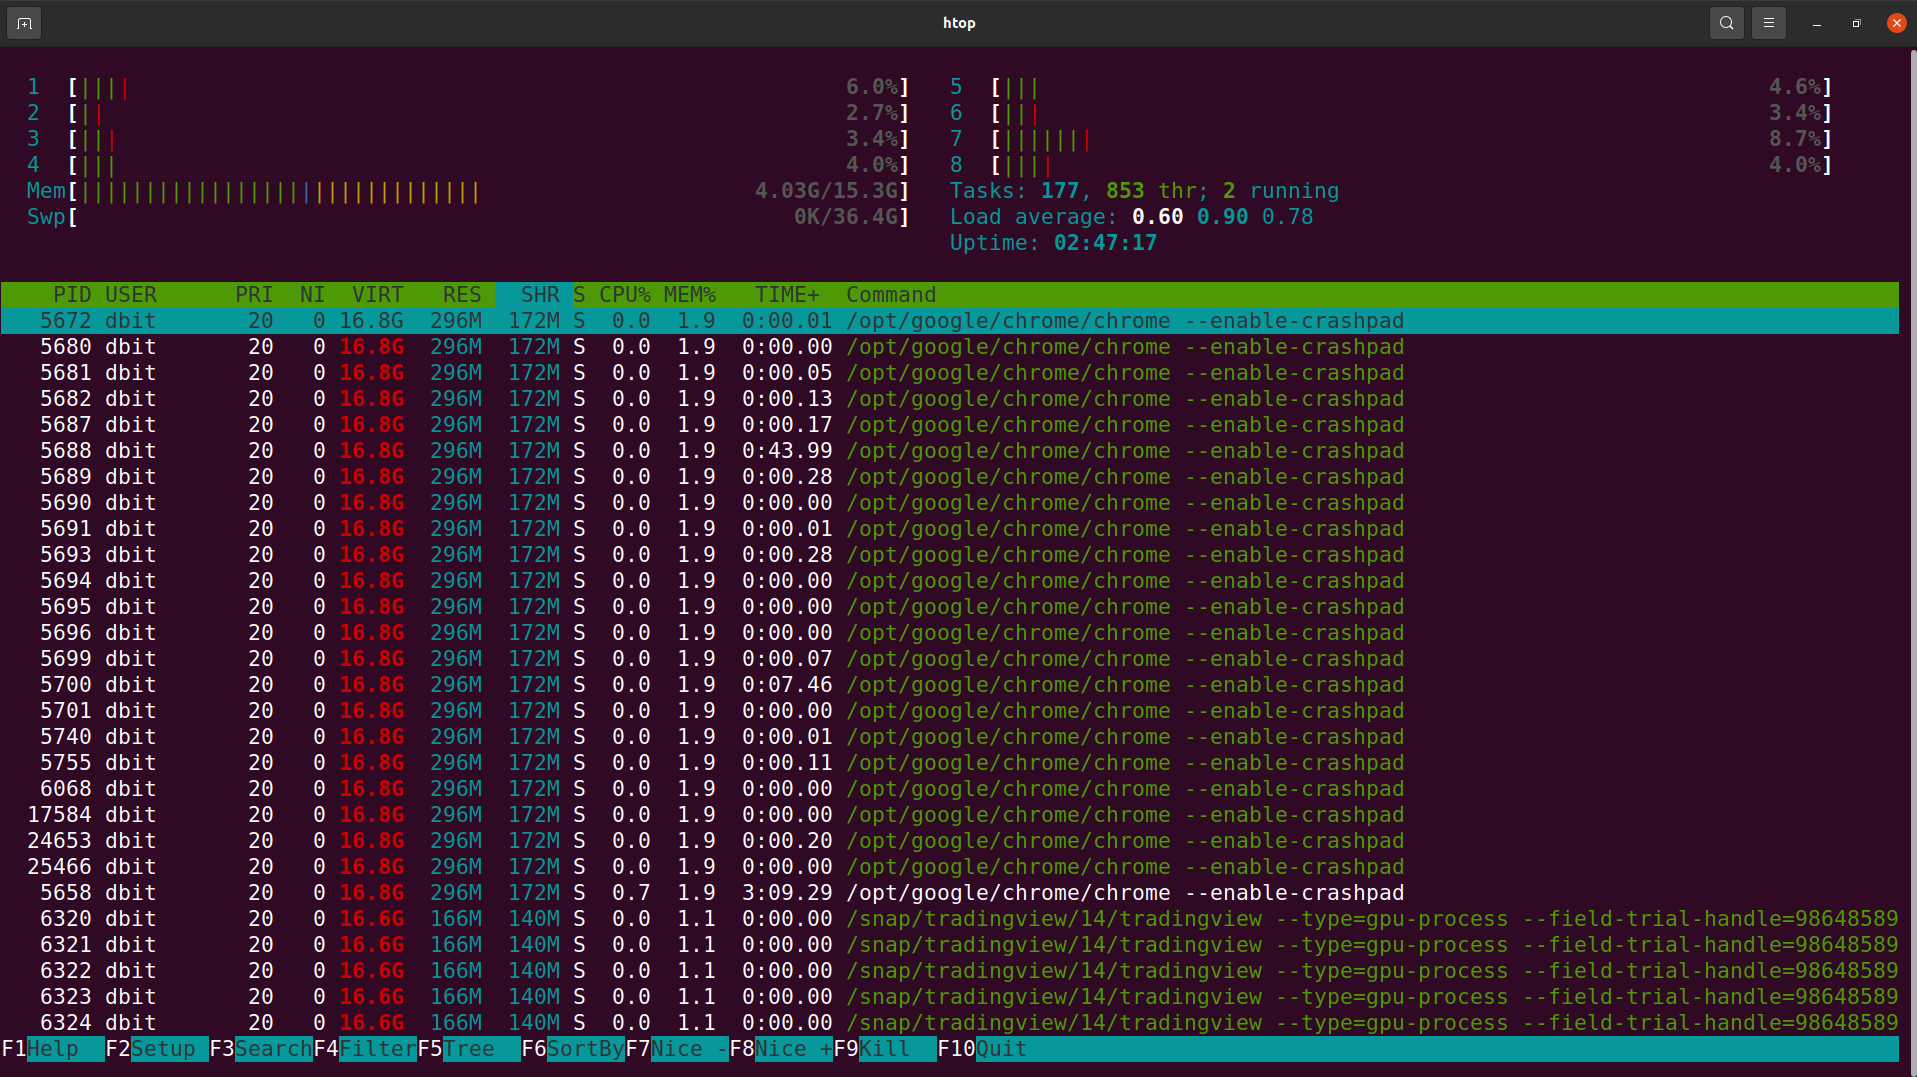 htop
1 [|||| 6.0%] 5 [||| 4.6%]
2 [|| 2.7%] 6 [||| 3.4%]
3 [||| 3.4%] 7 [||||||| 8.7%]
4 [||| 4.0%] 8 [|||| 4.0%]
Mem[||||||||||||||||||||||||||||||| 4.03G/15.3G] Tasks: 177, 853 thr; 2 running
Swp[ 0K/36.4G] Load average: 0.60 0.90 0.78
Uptime: 02:47:17
PID USER PRI NI VIRT RES SHR S CPU% MEM% TIME+ Command
5672 dbit 20 0 16.8G 296M 172M S 0.0 1.9 0:00.01 /opt/google/chrome/chrome --enable-crashpad
5680 dbit 20 0 16.8G 296M 172M S 0.0 1.9 0:00.00 /opt/google/chrome/chrome --enable-crashpad
5681 dbit 20 0 16.8G 296M 172M S 0.0 1.9 0:00.05 /opt/google/chrome/chrome --enable-crashpad
5682 dbit 20 0 16.8G 296M 172M S 0.0 1.9 0:00.13 /opt/google/chrome/chrome --enable-crashpad
5687 dbit 20 0 16.8G 296M 172M S 0.0 1.9 0:00.17 /opt/google/chrome/chrome --enable-crashpad
5688 dbit 20 0 16.8G 296M 172M S 0.0 1.9 0:43.99 /opt/google/chrome/chrome --enable-crashpad
5689 dbit 20 0 16.8G 296M 172M S 0.0 1.9 0:00.28 /opt/google/chrome/chrome --enable-crashpad
5690 dbit 20 0 16.8G 296M 172M S 0.0 1.9 0:00.00 /opt/google/chrome/chrome --enable-crashpad
5691 dbit 20 0 16.8G 296M 172M S 0.0 1.9 0:00.01 /opt/google/chrome/chrome --enable-crashpad
5693 dbit 20 0 16.8G 296M 172M S 0.0 1.9 0:00.28 /opt/google/chrome/chrome --enable-crashpad
5694 dbit 20 0 16.8G 296M 172M S 0.0 1.9 0:00.00 /opt/google/chrome/chrome --enable-crashpad
5695 dbit 20 0 16.8G 296M 172M S 0.0 1.9 0:00.00 /opt/google/chrome/chrome --enable-crashpad
5696 dbit 20 0 16.8G 296M 172M S 0.0 1.9 0:00.00 /opt/google/chrome/chrome --enable-crashpad
5699 dbit 20 0 16.8G 296M 172M S 0.0 1.9 0:00.07 /opt/google/chrome/chrome --enable-crashpad
5700 dbit 20 0 16.8G 296M 172M S 0.0 1.9 0:07.46 /opt/google/chrome/chrome --enable-crashpad
5701 dbit 20 0 16.8G 296M 172M S 0.0 1.9 0:00.00 /opt/google/chrome/chrome --enable-crashpad
5740 dbit 20 0 16.8G 296M 172M S 0.0 1.9 0:00.01 /opt/google/chrome/chrome --enable-crashpad
5755 dbit 20 0 16.8G 296M 172M S 0.0 1.9 0:00.11 /opt/google/chrome/chrome --enable-crashpad
6068 dbit 20 0 16.8G 296M 172M S 0.0 1.9 0:00.00 /opt/google/chrome/chrome --enable-crashpad
17584 dbit 20 0 16.8G 296M 172M S 0.0 1.9 0:00.00 /opt/google/chrome/chrome --enable-crashpad
24653 dbit 20 0 16.8G 296M 172M S 0.0 1.9 0:00.20 /opt/google/chrome/chrome --enable-crashpad
25466 dbit 20 0 16.8G 296M 172M S 0.0 1.9 0:00.00 /opt/google/chrome/chrome --enable-crashpad
5658 dbit 20 0 16.8G 296M 172M S 0.7 1.9 3:09.29 /opt/google/chrome/chrome --enable-crashpad
6320 dbit 20 0 16.6G 166M 140M S 0.0 1.1 0:00.00 /snap/tradingview/14/tradingview --type=gpu-process --field-trial-handle=98648589
6321 dbit 20 0 16.6G 166M 140M S 0.0 1.1 0:00.00 /snap/tradingview/14/tradingview --type=gpu-process --field-trial-handle=98648589
6322 dbit 20 0 16.6G 166M 140M S 0.0 1.1 0:00.00 /snap/tradingview/14/tradingview --type=gpu-process --field-trial-handle=98648589
6323 dbit 20 0 16.6G 166M 140M S 0.0 1.1 0:00.00 /snap/tradingview/14/tradingview --type=gpu-process --field-trial-handle=98648589
6324 dbit 20 0 16.6G 166M 140M S 0.0 1.1 0:00.00 /snap/tradingview/14/tradingview --type=gpu-process --field-trial-handle=98648589
F1Help F2Setup F3SearchF4FilterF5Tree F6SortByF7Nice -F8Nice +F9Kill F10Quit